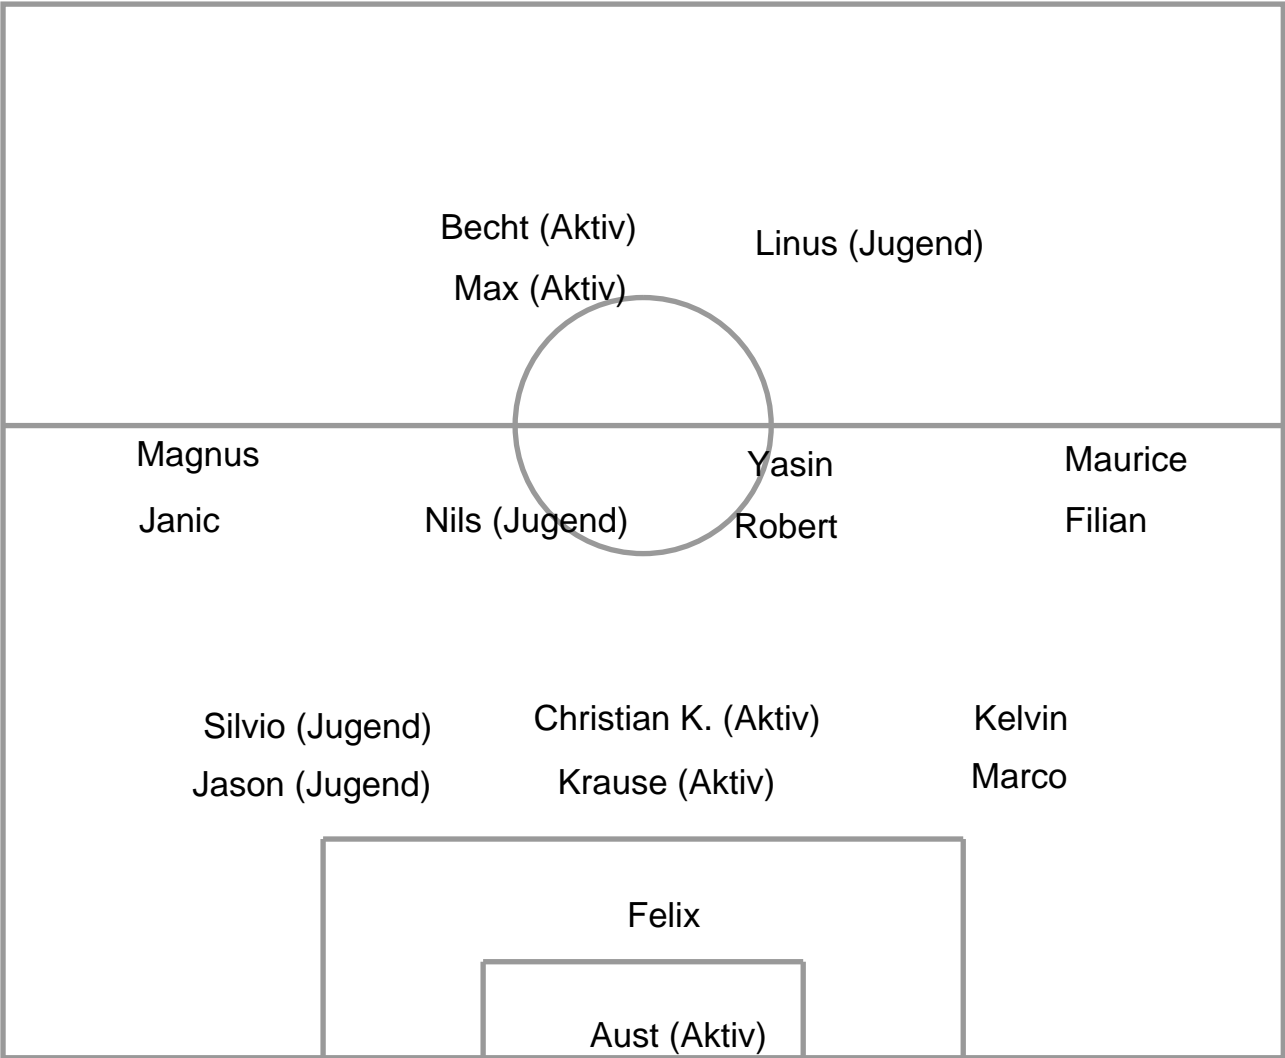 Becht (Aktiv)
Linus (Jugend)
Max (Aktiv)
Magnus
Yasin
Maurice
Janic
Nils (Jugend)
Robert
Filian
Silvio (Jugend)
Christian K. (Aktiv)
Kelvin
Jason (Jugend)
Krause (Aktiv)
Marco
Felix
Aust (Aktiv)